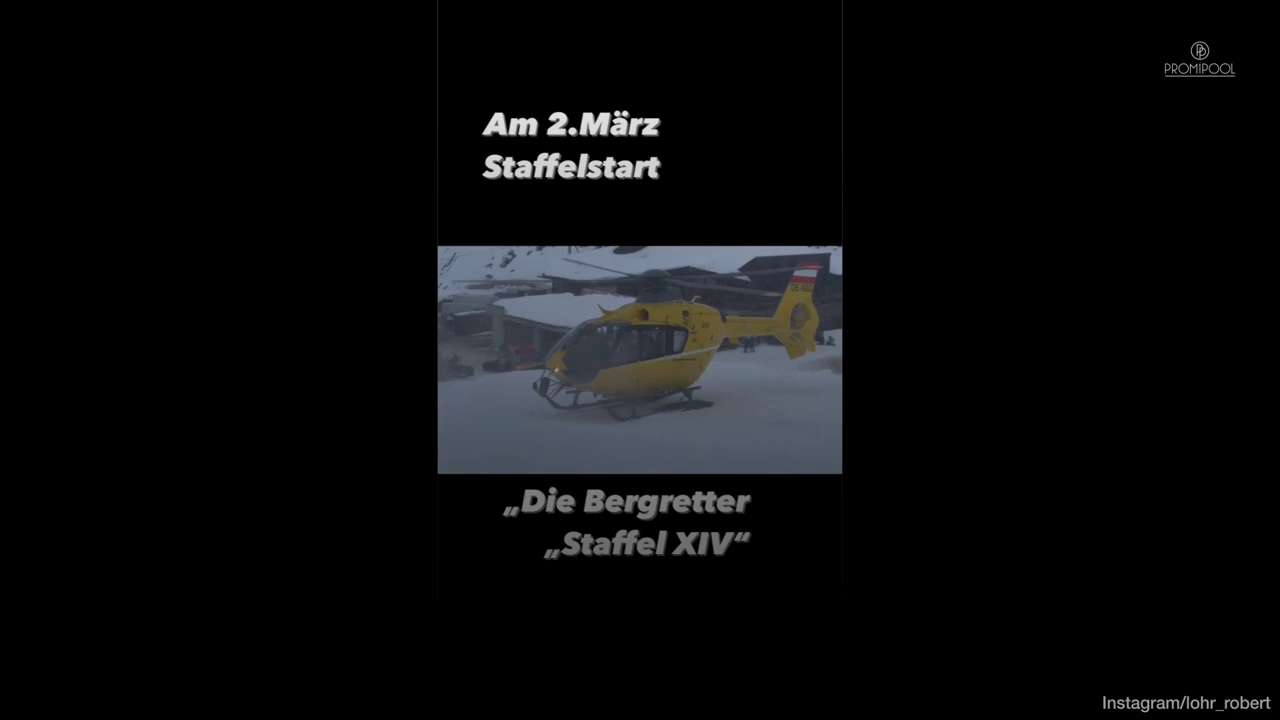 PROMIPOOL
Am 2.März
Staffelstart
„Die Bergretter
„Staffel XIV“
Instagram/lohr_robert